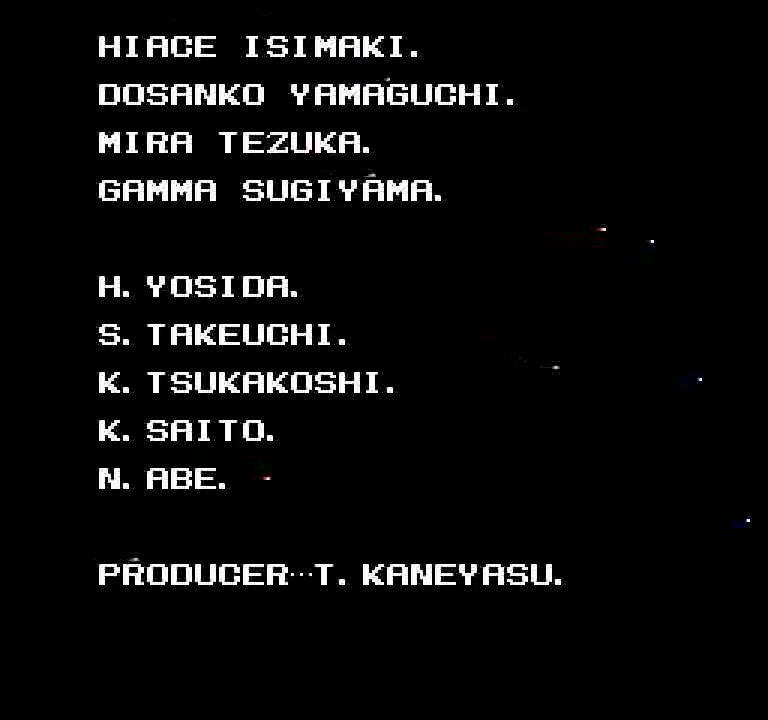 HIACE ISIMAKI.
DOSANKO YAMAGUCHI.
MIRA TEZUKA.
GAMMA SUGIYAMA.
H. YOSIDA.
S. TAKEUCHI.
K. TSUKAKOSHI.
K. SAITO.
N. ABE.
PRODUCER…T. KANEYASU.